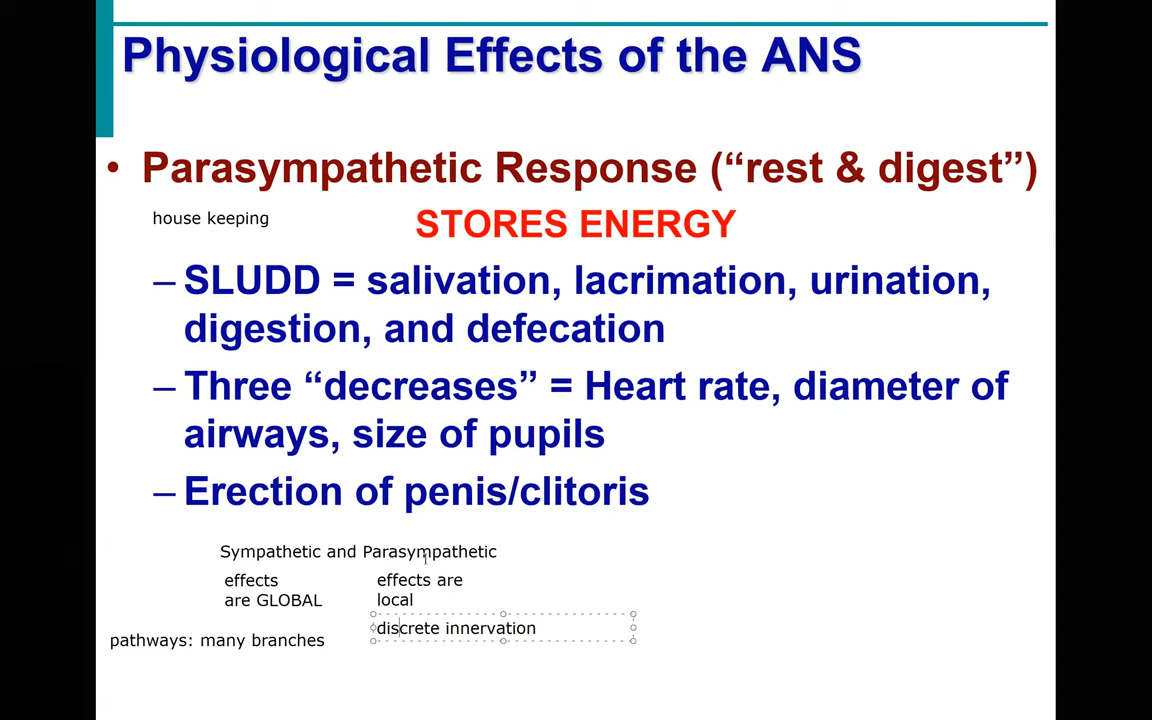 Physiological Effects of the ANS
• Parasympathetic Response (“rest & digest”)
house keeping
STORES ENERGY
– SLUDD = salivation, lacrimation, urination,
digestion, and defecation
– Three “decreases” = Heart rate, diameter of
airways, size of pupils
– Erection of penis/clitoris
Sympathetic and Parasympathetic
effects
are GLOBAL
effects are
local
discrete innervation
pathways: many branches